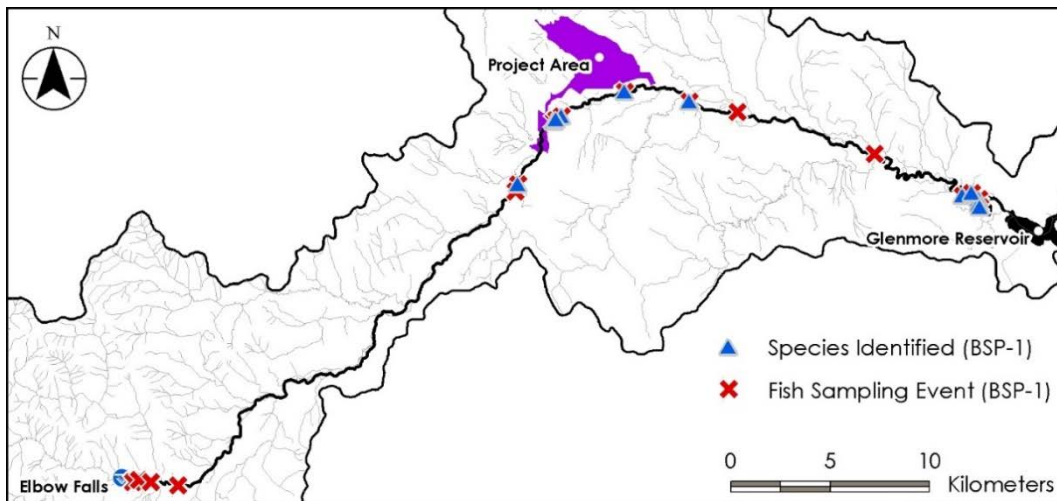 N
Project Area
Glenmore Reservoir
Species Identified (BSP-1)
Fish Sampling Event (BSP-1)
Elbow Falls
0 5 10
Kilometers